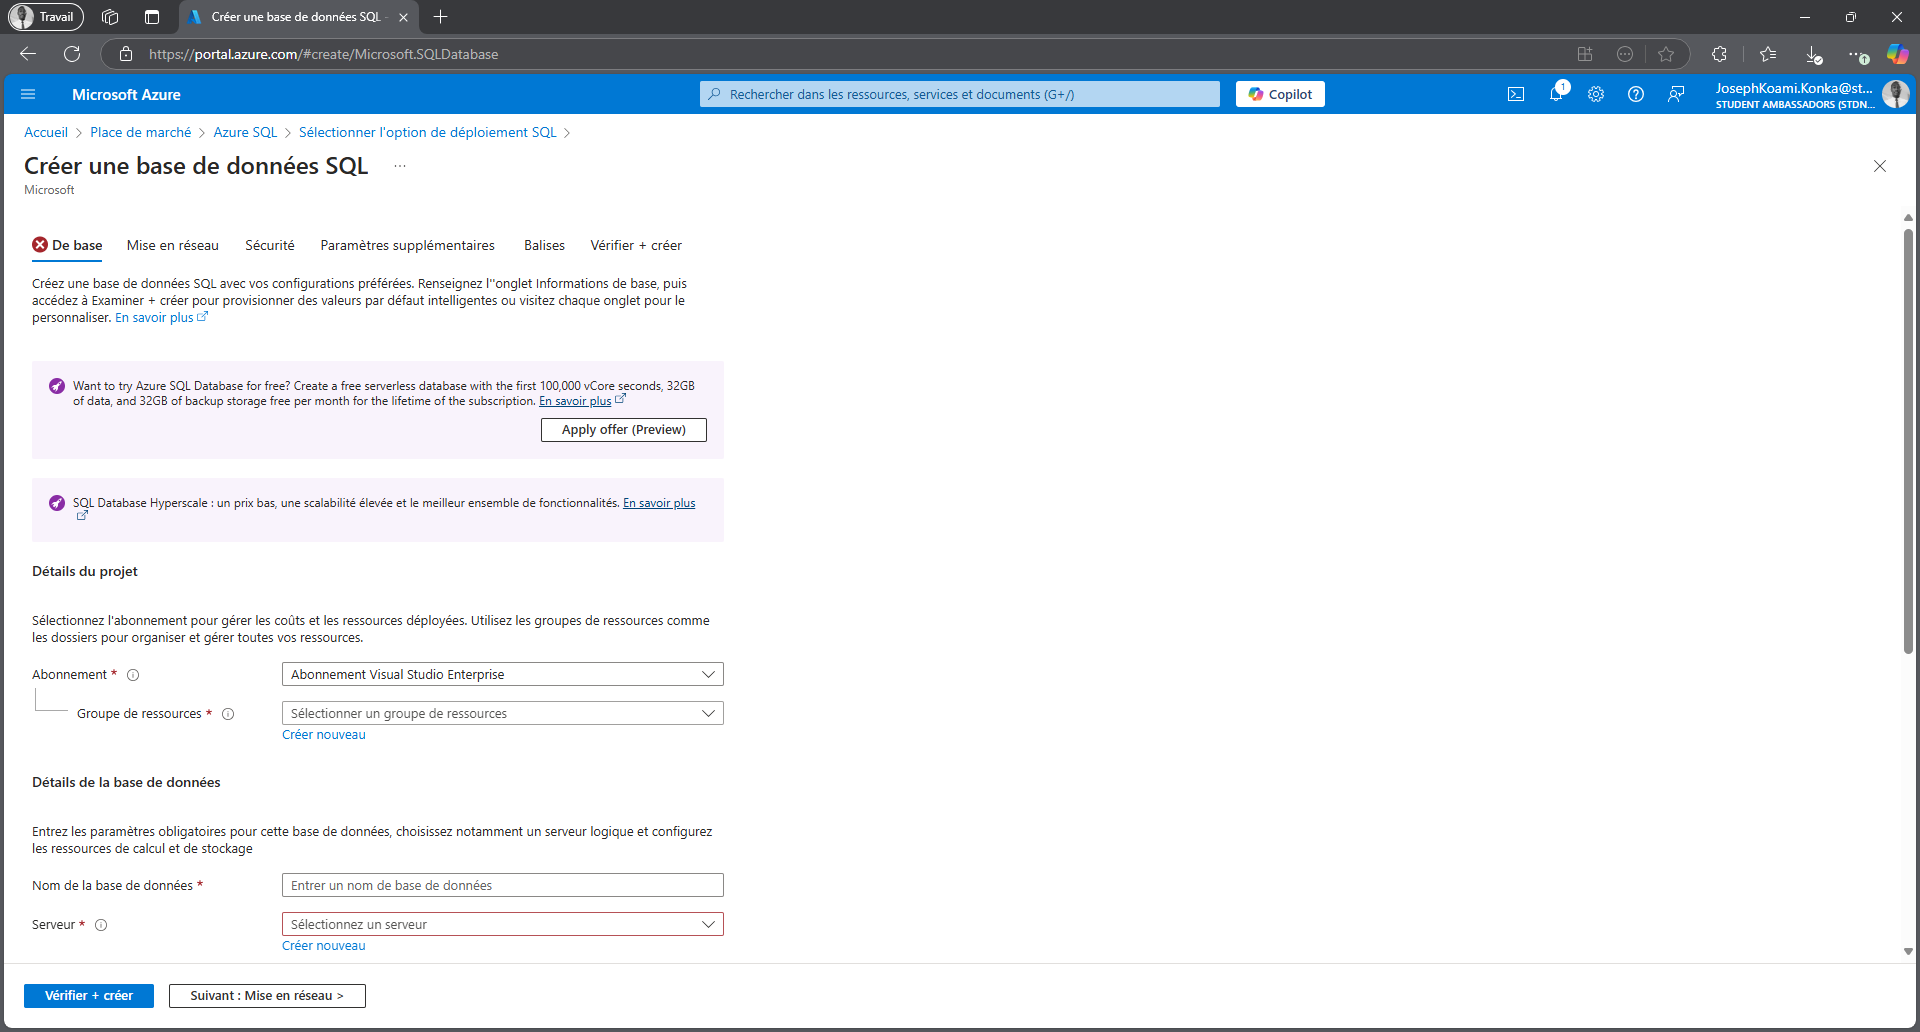 Travail
Créer une base de données SQL -
https://portal.azure.com/#create/Microsoft.SQLDatabase
Microsoft Azure
Rechercher dans les ressources, services et documents (G+/)
Copilot
1
JosephKoami.Konka@st...
STUDENT AMBASSADORS (STDN...
Accueil > Place de marché > Azure SQL > Sélectionner l'option de déploiement SQL >
Créer une base de données SQL ...
Microsoft
De base
Mise en réseau
Sécurité
Paramètres supplémentaires
Balises
Vérifier + créer
Créez une base de données SQL avec vos configurations préférées. Renseignez l''onglet Informations de base, puis
accédez à Examiner + créer pour provisionner des valeurs par défaut intelligentes ou visitez chaque onglet pour le
personnaliser. En savoir plus
Want to try Azure SQL Database for free? Create a free serverless database with the first 100,000 vCore seconds, 32GB
of data, and 32GB of backup storage free per month for the lifetime of the subscription. En savoir plus
Apply offer (Preview)
SQL Database Hyperscale : un prix bas, une scalabilité élevée et le meilleur ensemble de fonctionnalités. En savoir plus
Détails du projet
Sélectionnez l'abonnement pour gérer les coûts et les ressources déployées. Utilisez les groupes de ressources comme
les dossiers pour organiser et gérer toutes vos ressources.
Abonnement *
Abonnement Visual Studio Enterprise
Groupe de ressources *
Sélectionner un groupe de ressources
Créer nouveau
Détails de la base de données
Entrez les paramètres obligatoires pour cette base de données, choisissez notamment un serveur logique et configurez
les ressources de calcul et de stockage
Nom de la base de données *
Entrer un nom de base de données
Serveur *
Sélectionnez un serveur
Créer nouveau
Vérifier + créer
Suivant : Mise en réseau >